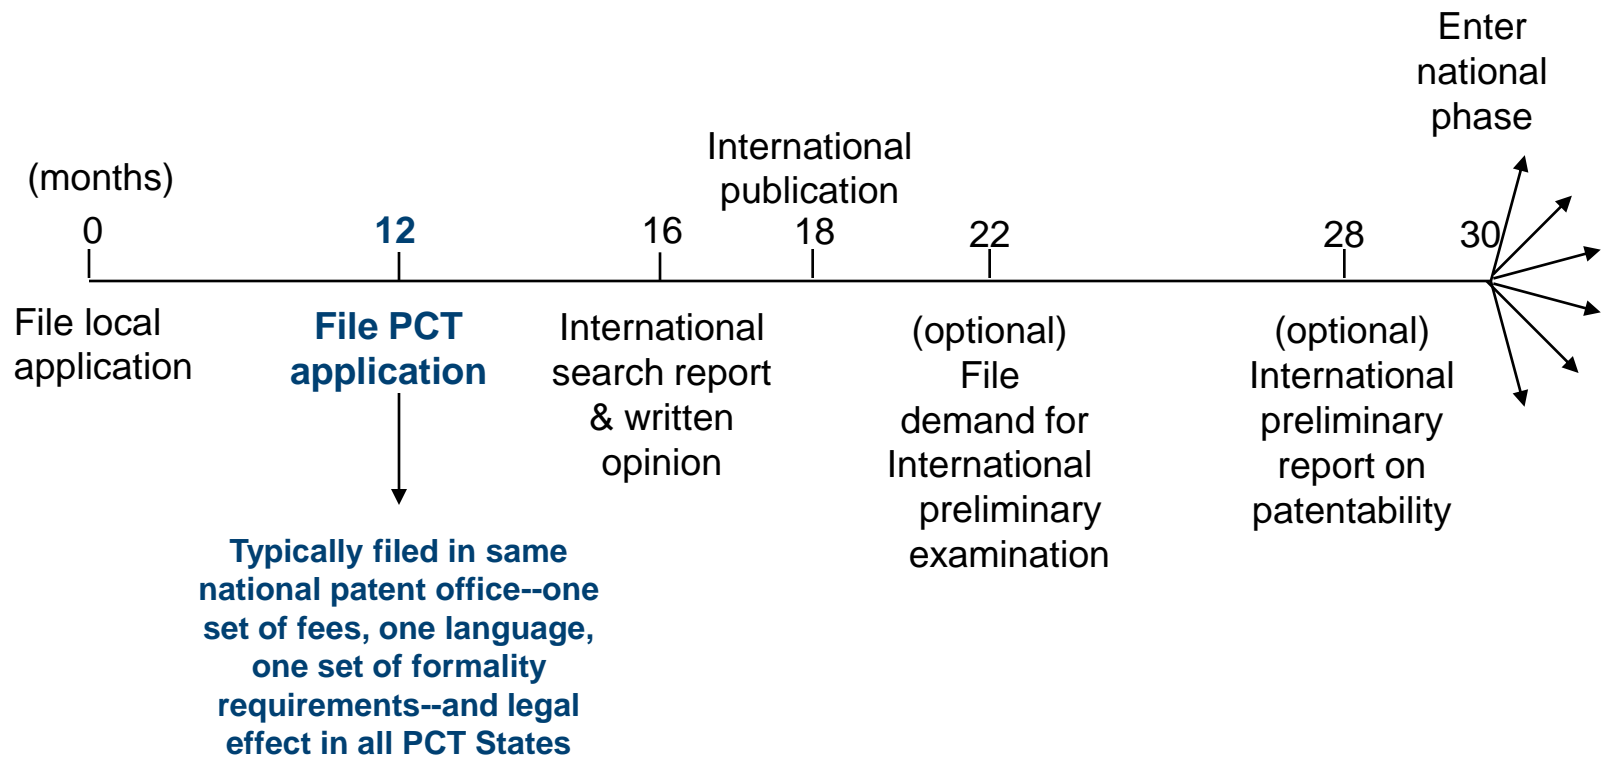 Enter
national
phase
International
publication
(months)
0
12
16
18
22
28
30
File local
application
File PCT
application
International
search report
& written
opinion
(optional)
File
demand for
International
preliminary
examination
(optional)
International
preliminary
report on
patentability
Typically filed in same
national patent office--one
set of fees, one language,
one set of formality
requirements--and legal
effect in all PCT States